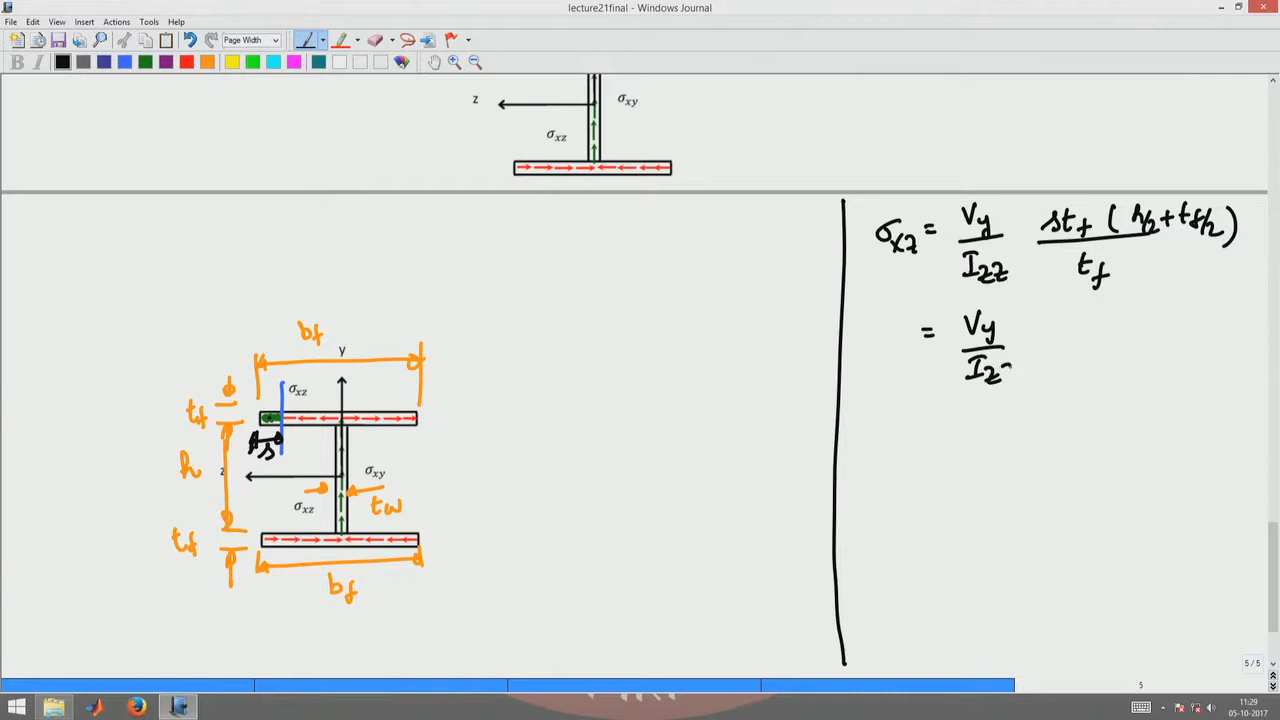 lecture21final - Windows Journal
File Edit View Insert Actions Tools Help
Page Width
B i
z
σxy
σxz
σxz = Vy/Izz stf (h/2 + tf/2)/tf
= Vy/Iz
bf
y
σxz
tf
s
h
z
σxy
σxz
tw
tf
bf
5 / 5
5
11:29
05-10-2017